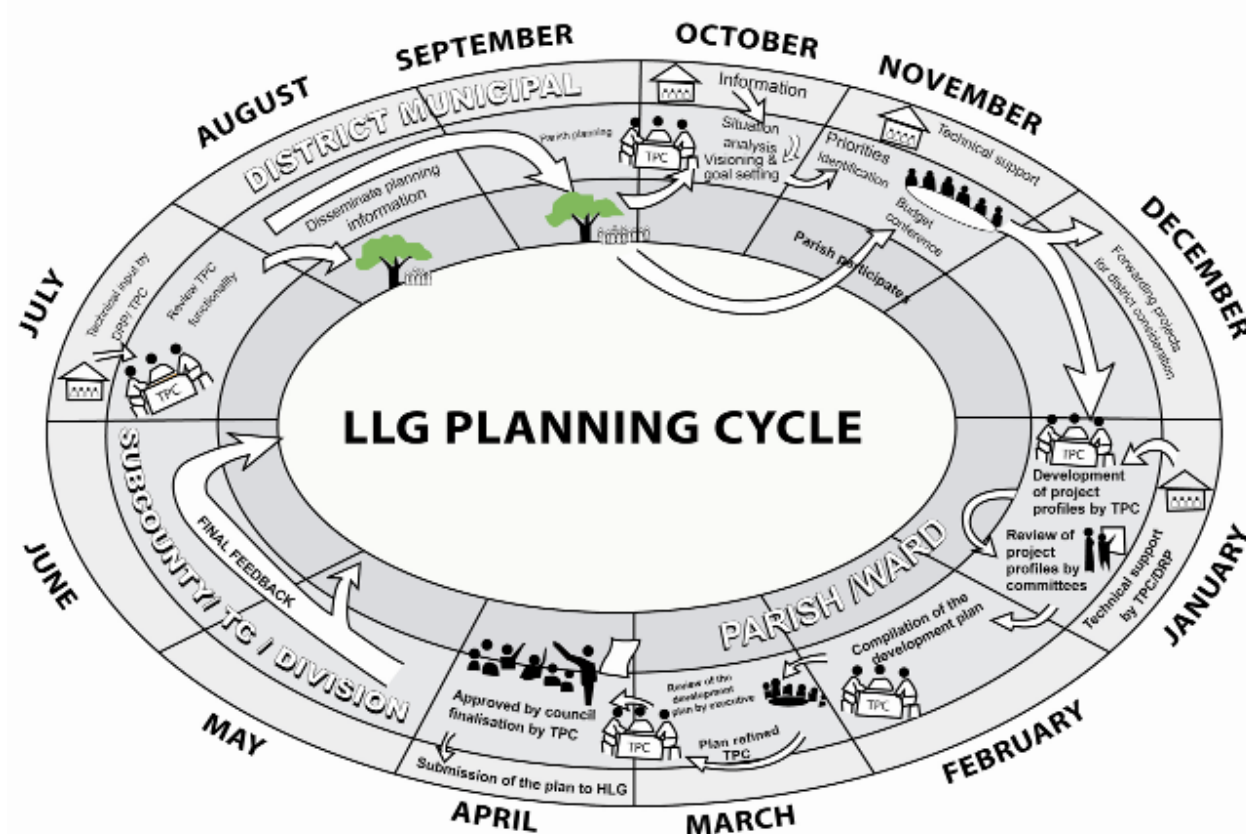 LLG PLANNING CYCLE
JULY
AUGUST
SEPTEMBER
OCTOBER
NOVEMBER
DECEMBER
JANUARY
FEBRUARY
MARCH
APRIL
MAY
JUNE
DISTRICT MUNICIPAL
SUBCOUNTY/ TC / DIVISION
PARISH /WARD
Technical input by
DPP/ TPC
Review TPC
functionality
TPC
Disseminate planning
information
Parish planning
TPC
Information
Situation
analysis
Visioning &
goal setting
Priorities
Identification
Technical support
Budget
conference
Parish participates
Forwarding projects
for district consideration
TPC
Development
of project
profiles by TPC
Review of
project
profiles by
committees
Technical support
by TPC/DRP
Compilation of the
development plan
TPC
Review of the
development
plan by executive
Plan refined
TPC
TPC
Approved by council
finalisation by TPC
Submission of the plan to HLG
FINAL FEEDBACK